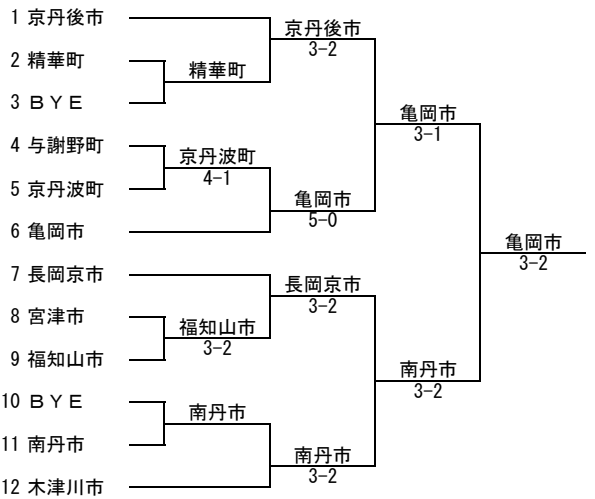 1 京丹後市
2 精華町
3 ＢＹＥ
4 与謝野町
5 京丹波町
6 亀岡市
7 長岡京市
8 宮津市
9 福知山市
10 ＢＹＥ
11 南丹市
12 木津川市
精華町
京丹波町
4-1
福知山市
3-2
南丹市
京丹後市
3-2
亀岡市
5-0
長岡京市
3-2
南丹市
3-2
亀岡市
3-1
南丹市
3-2
亀岡市
3-2